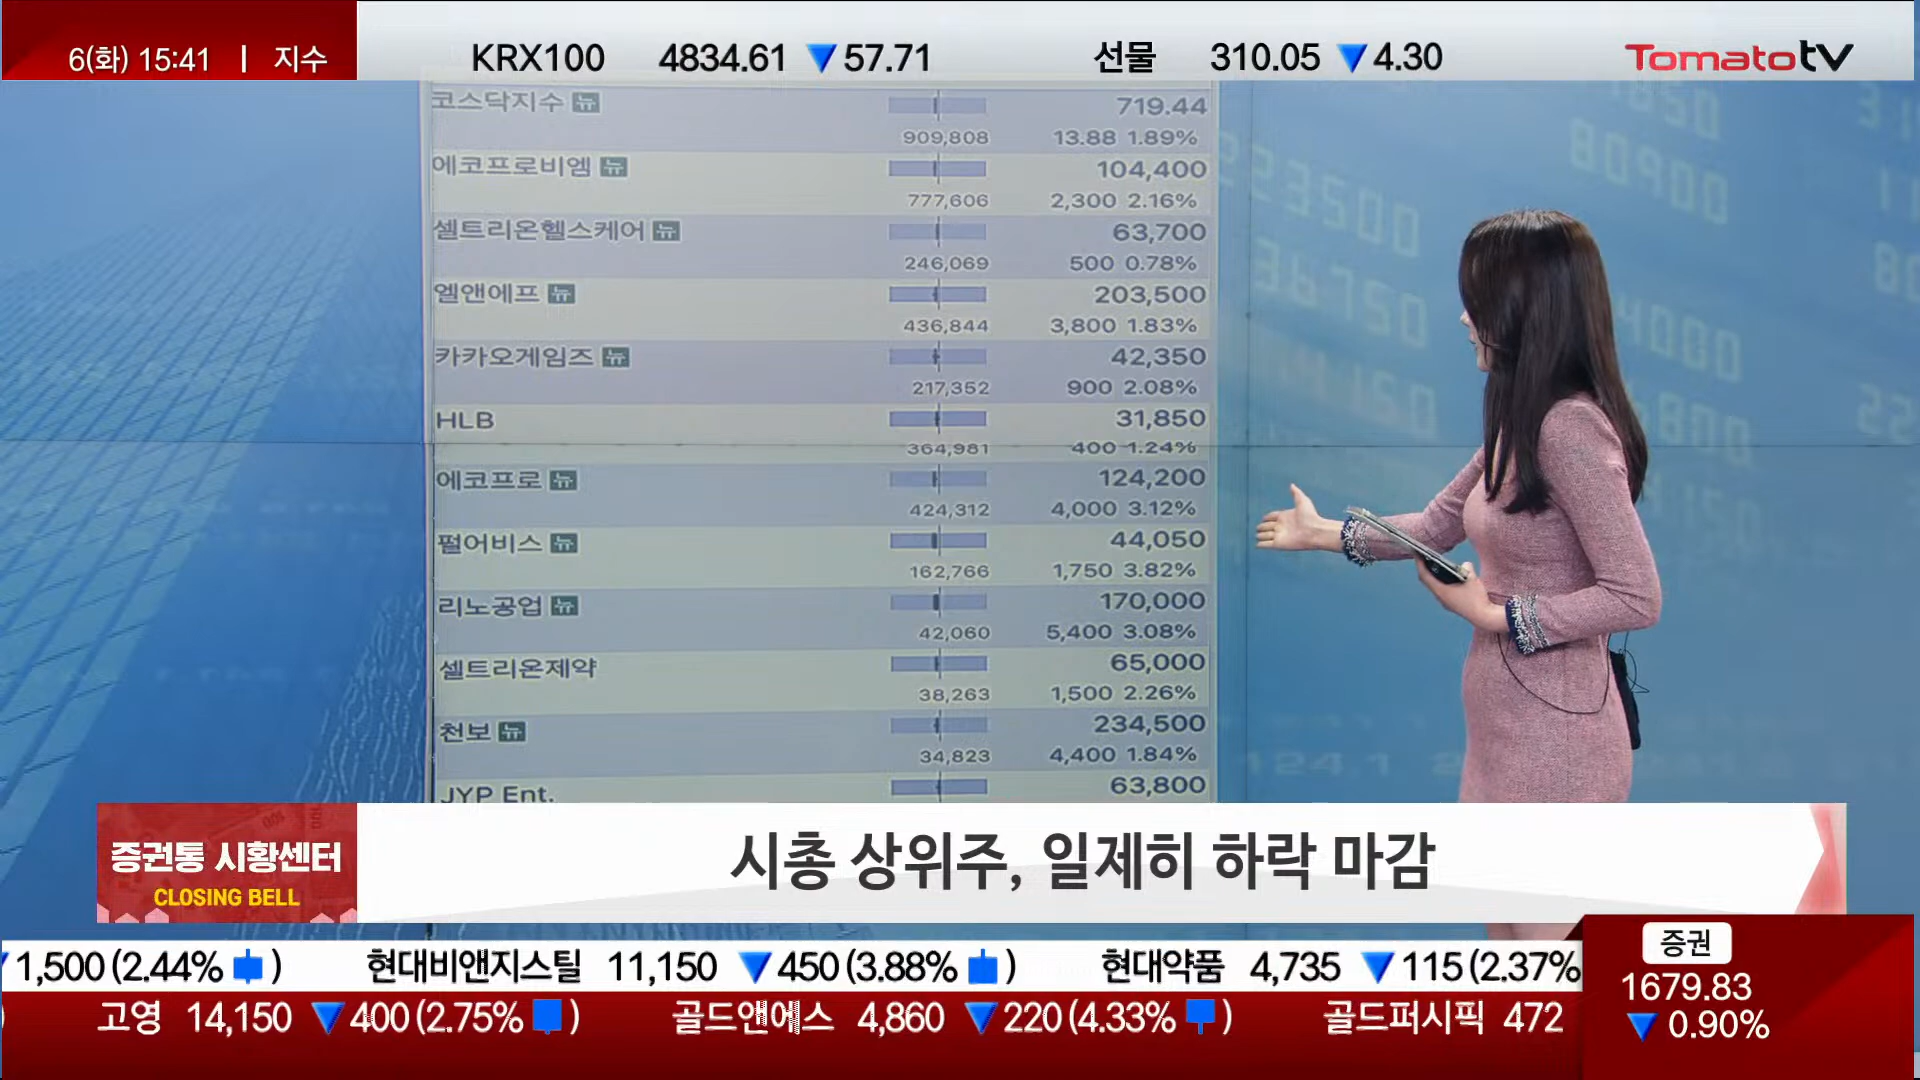 6(화) 15:41 | 지수 KRX100 4834.61 ▼57.71 선물 310.05 ▼4.30 Tomatotv
코스닥지수 뉴 719.44
909,808 13.88 1.89%
에코프로비엠 뉴 104,400
777,606 2,300 2.16%
셀트리온헬스케어 뉴 63,700
246,069 500 0.78%
엘앤에프 뉴 203,500
436,844 3,800 1.83%
카카오게임즈 뉴 42,350
217,352 900 2.08%
HLB 31,850
364,981 400 1.24%
에코프로 뉴 124,200
424,312 4,000 3.12%
펄어비스 뉴 44,050
162,766 1,750 3.82%
리노공업 뉴 170,000
42,060 5,400 3.08%
셀트리온제약 65,000
38,263 1,500 2.26%
천보 뉴 234,500
34,823 4,400 1.84%
JYP Ent. 63,800
223500
80900
36750
증권통 시황센터
CLOSING BELL
시총 상위주, 일제히 하락 마감
1,500 (2.44% ) 현대비앤지스틸 11,150 ▼450 (3.88% ) 현대약품 4,735 ▼115 (2.37%
) 고영 14,150 ▼400 (2.75% ) 골드앤에스 4,860 ▼220 (4.33% ) 골드퍼시픽 472
증권
1679.83
▼ 0.90%